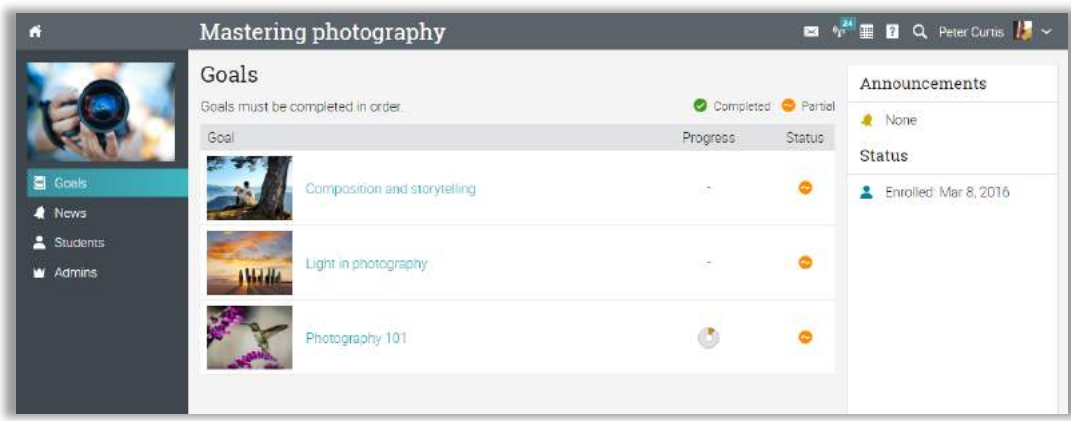 Mastering photography
24
?
Peter Curtis
Goals
News
Students
Admins
Goals
Goals must be completed in order.
Completed
Partial
Goal Progress Status
Composition and storytelling -
Light in photography -
Photography 101
Announcements
None
Status
Enrolled: Mar 8, 2016